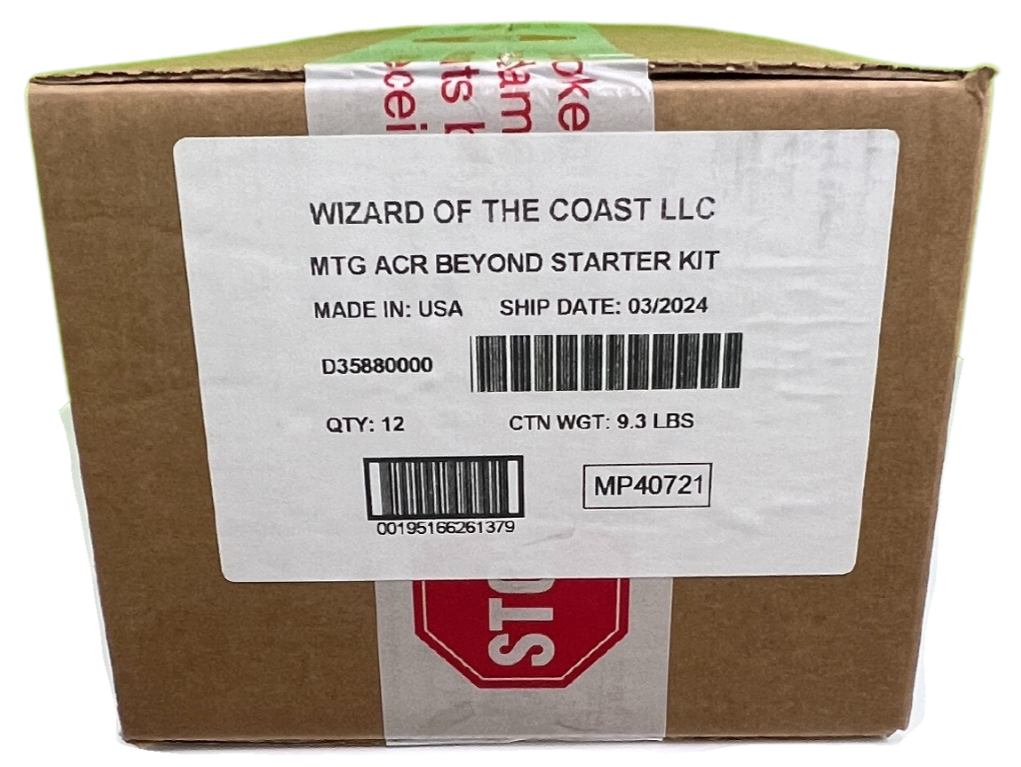 WIZARD OF THE COAST LLC
MTG ACR BEYOND STARTER KIT
MADE IN: USA SHIP DATE: 03/2024
D35880000
QTY: 12 CTN WGT: 9.3 LBS
MP40721
00195166261379